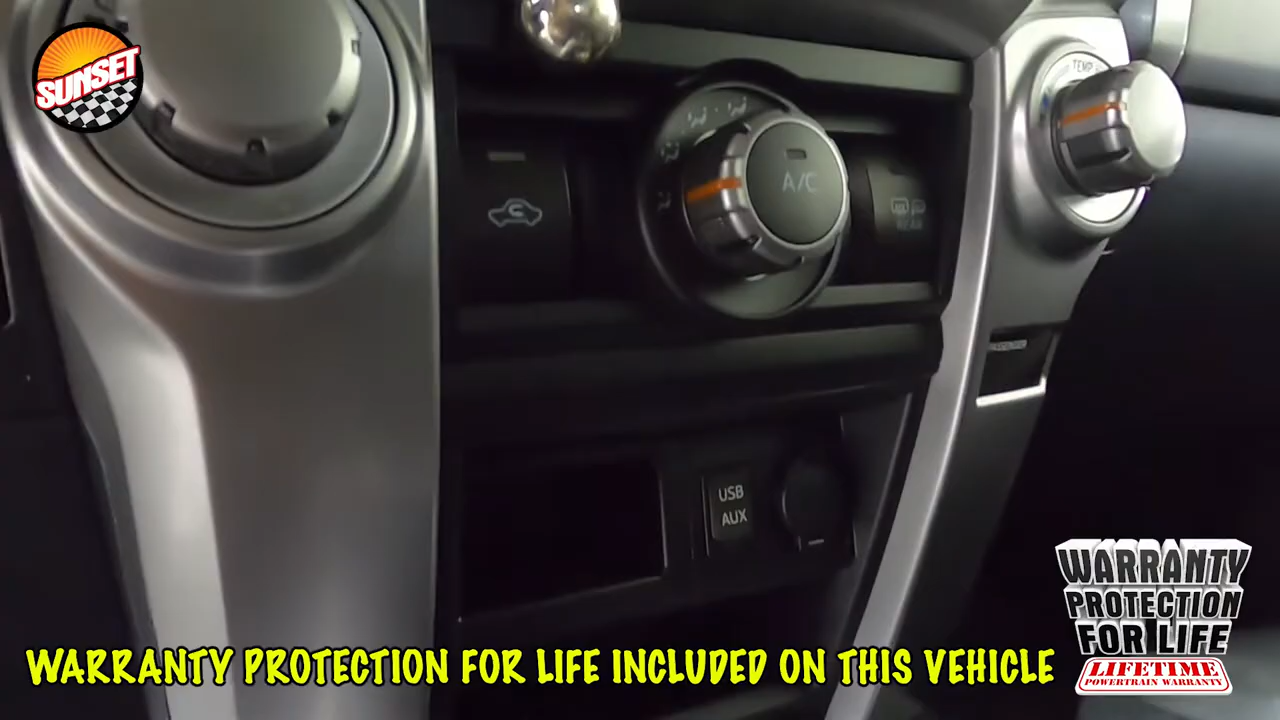 SUNSET
TEMP
A/C
REAR
USB
AUX
WARRANTY PROTECTION FOR LIFE INCLUDED ON THIS VEHICLE
WARRANTY
PROTECTION
FOR LIFE
LIFETIME
POWERTRAIN WARRANTY